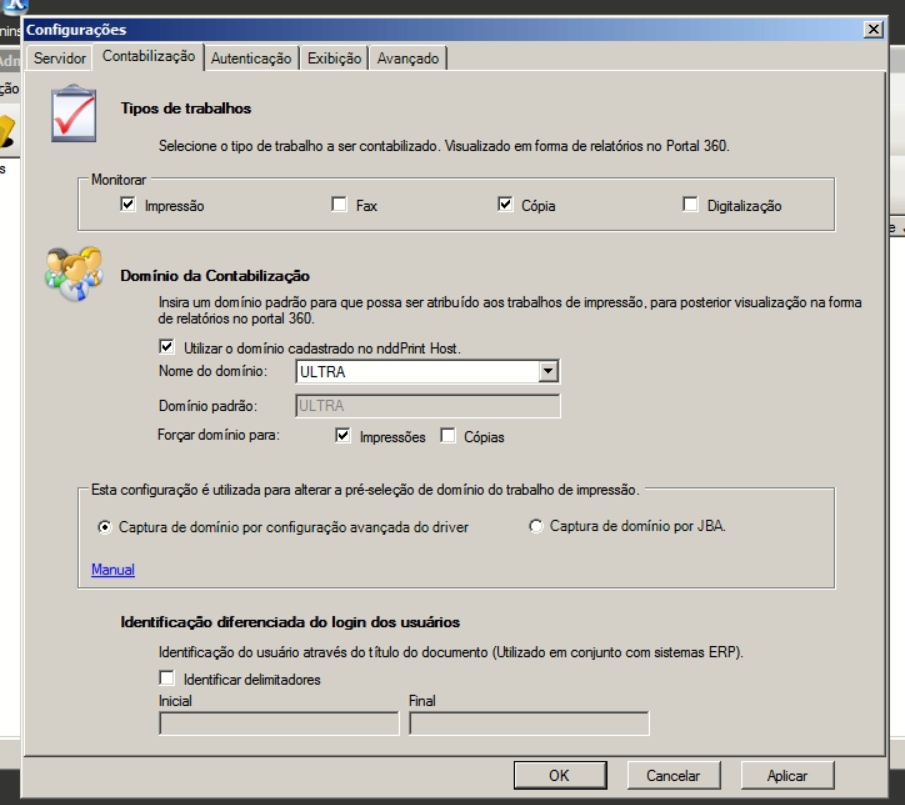 Configurações
Servidor Contabilização Autenticação Exibição Avançado
Tipos de trabalhos
Selecione o tipo de trabalho a ser contabilizado. Visualizado em forma de relatórios no Portal 360.
Monitorar
Impressão Fax Cópia Digitalização
Domínio da Contabilização
Insira um domínio padrão para que possa ser atribuído aos trabalhos de impressão, para posterior visualização na forma
de relatórios no portal 360.
Utilizar o domínio cadastrado no nddPrint Host.
Nome do domínio: ULTRA
Domínio padrão: ULTRA
Forçar domínio para: Impressões Cópias
Esta configuração é utilizada para alterar a pré-seleção de domínio do trabalho de impressão.
Captura de domínio por configuração avançada do driver Captura de domínio por JBA.
Manual
Identificação diferenciada do login dos usuários
Identificação do usuário através do título do documento (Utilizado em conjunto com sistemas ERP).
Identificar delimitadores
Inicial Final
OK Cancelar Aplicar